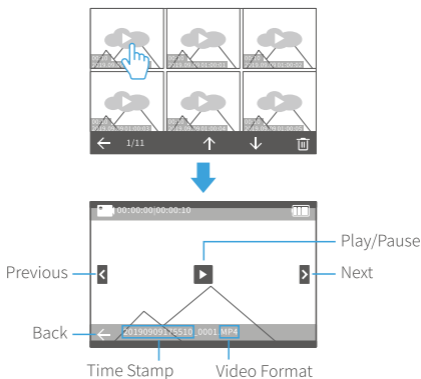 1/11
00:00:00|00:00:10
Play/Pause
Previous
Next
Back
20190909175510_0001.MP4
Time Stamp
Video Format